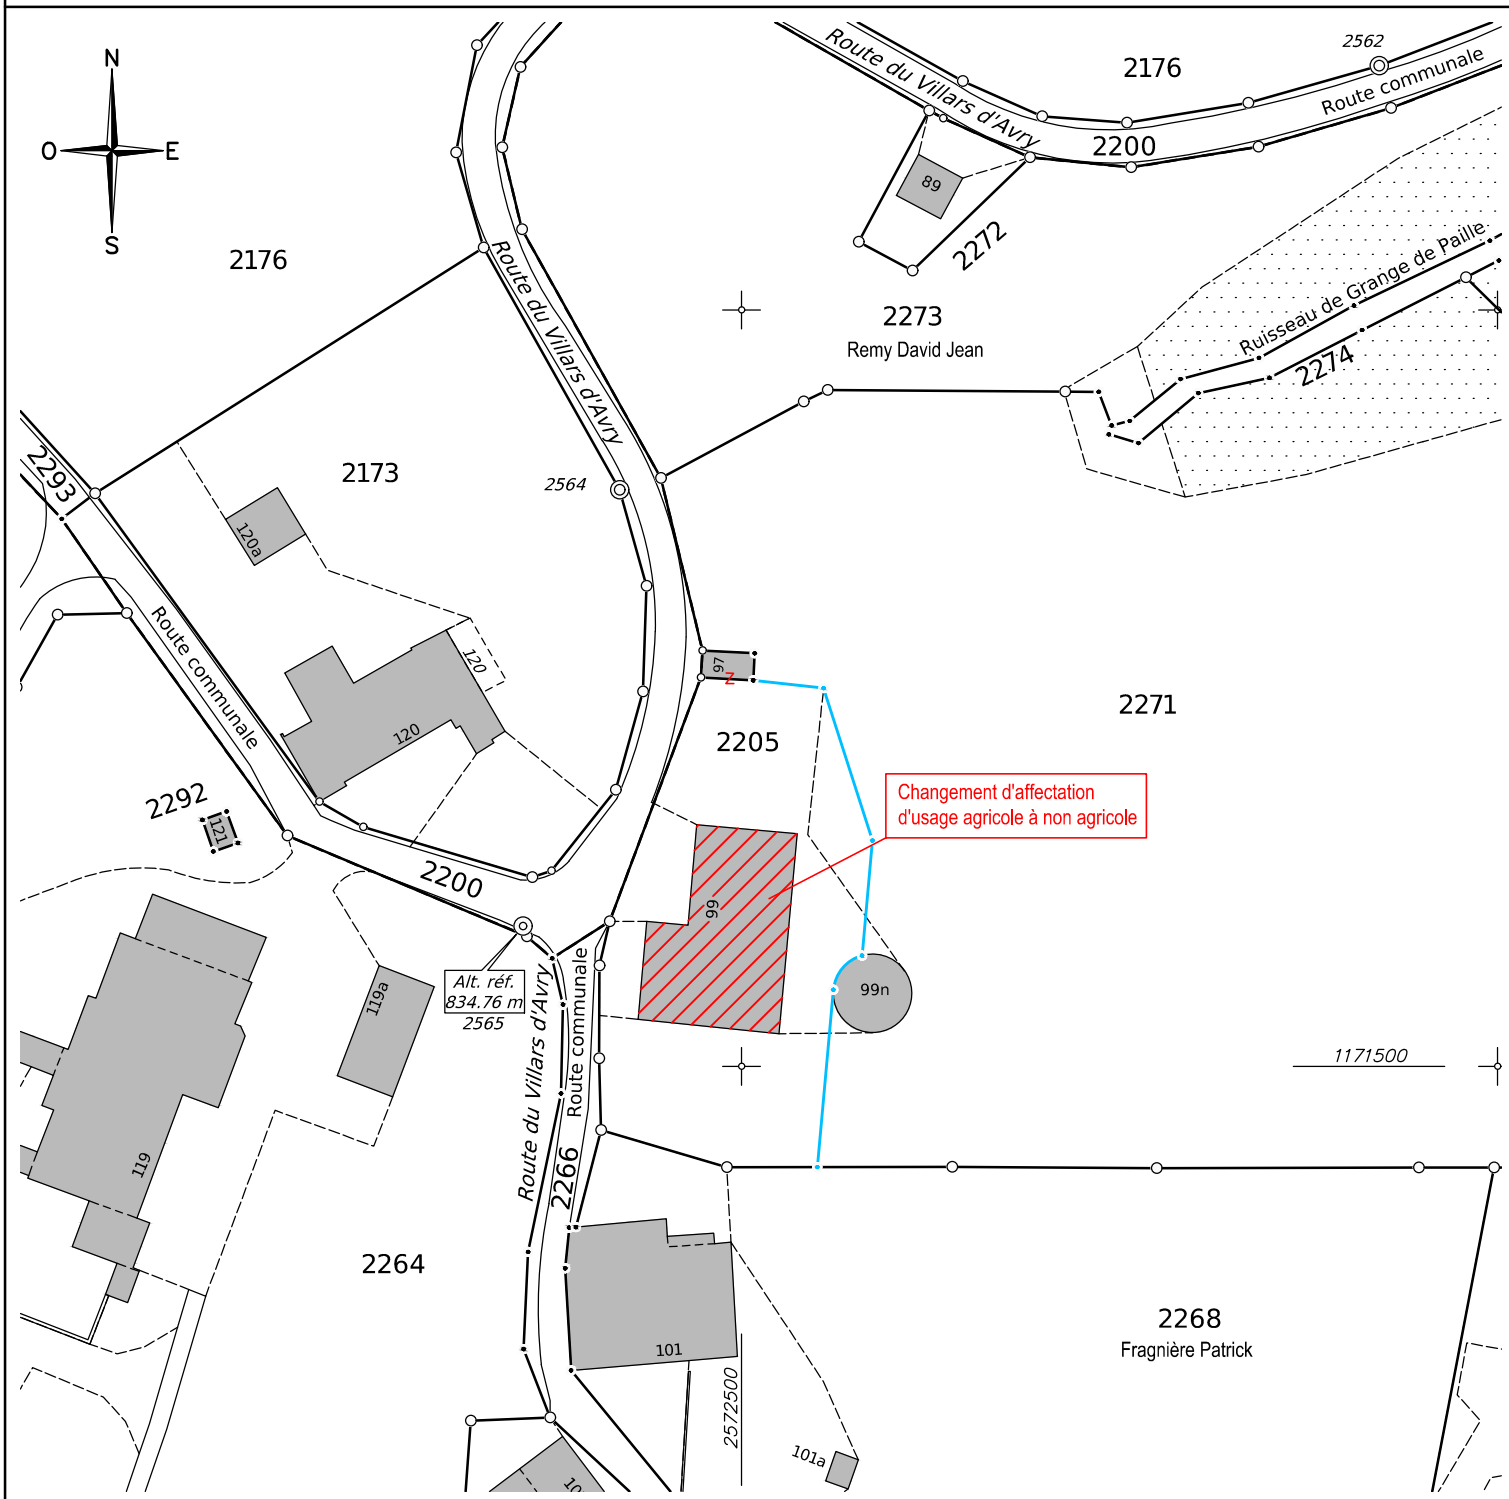 N
O E
S
Route du Villars d'Avry
2176
2562
Route communale
2200
89
2272
2176
Route du Villars d'Avry
2273
Remy David Jean
Ruisseau de Grange de Paille
2274
2293
2173
2564
120a
Route communale
120
120
97
z
2205
2271
2292
121
Changement d'affectation
d'usage agricole à non agricole
2200
99
99n
Alt. réf.
834.76 m
2565
119a
Route du Villars d'Avry
Route communale
1171500
119
2266
2264
101
2268
Fragnière Patrick
2572500
101a